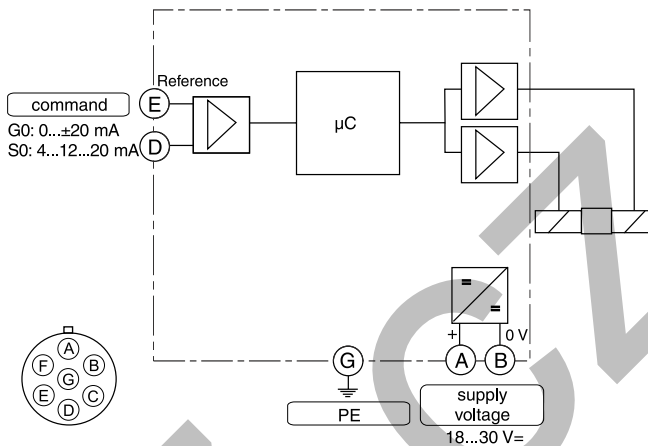 Reference
E
command
G0: 0...±20 mA
S0: 4...12...20 mA
D
µC
+
0 V
G
A
B
PE
supply
voltage
18...30 V=
A
F
B
G
E
C
D